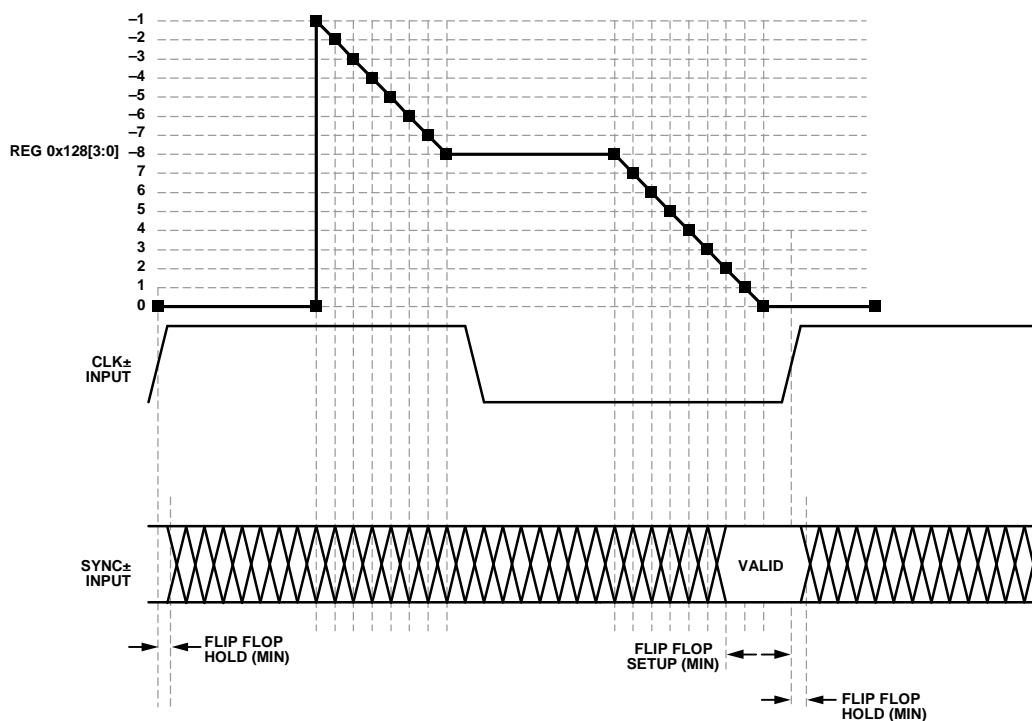 –1
–2
–3
–4
–5
–6
–7
REG 0x128[3:0] –8
7
6
5
4
3
2
1
0
CLK±
INPUT
SYNC±
INPUT
VALID
FLIP FLOP
HOLD (MIN)
FLIP FLOP
SETUP (MIN)
FLIP FLOP
HOLD (MIN)